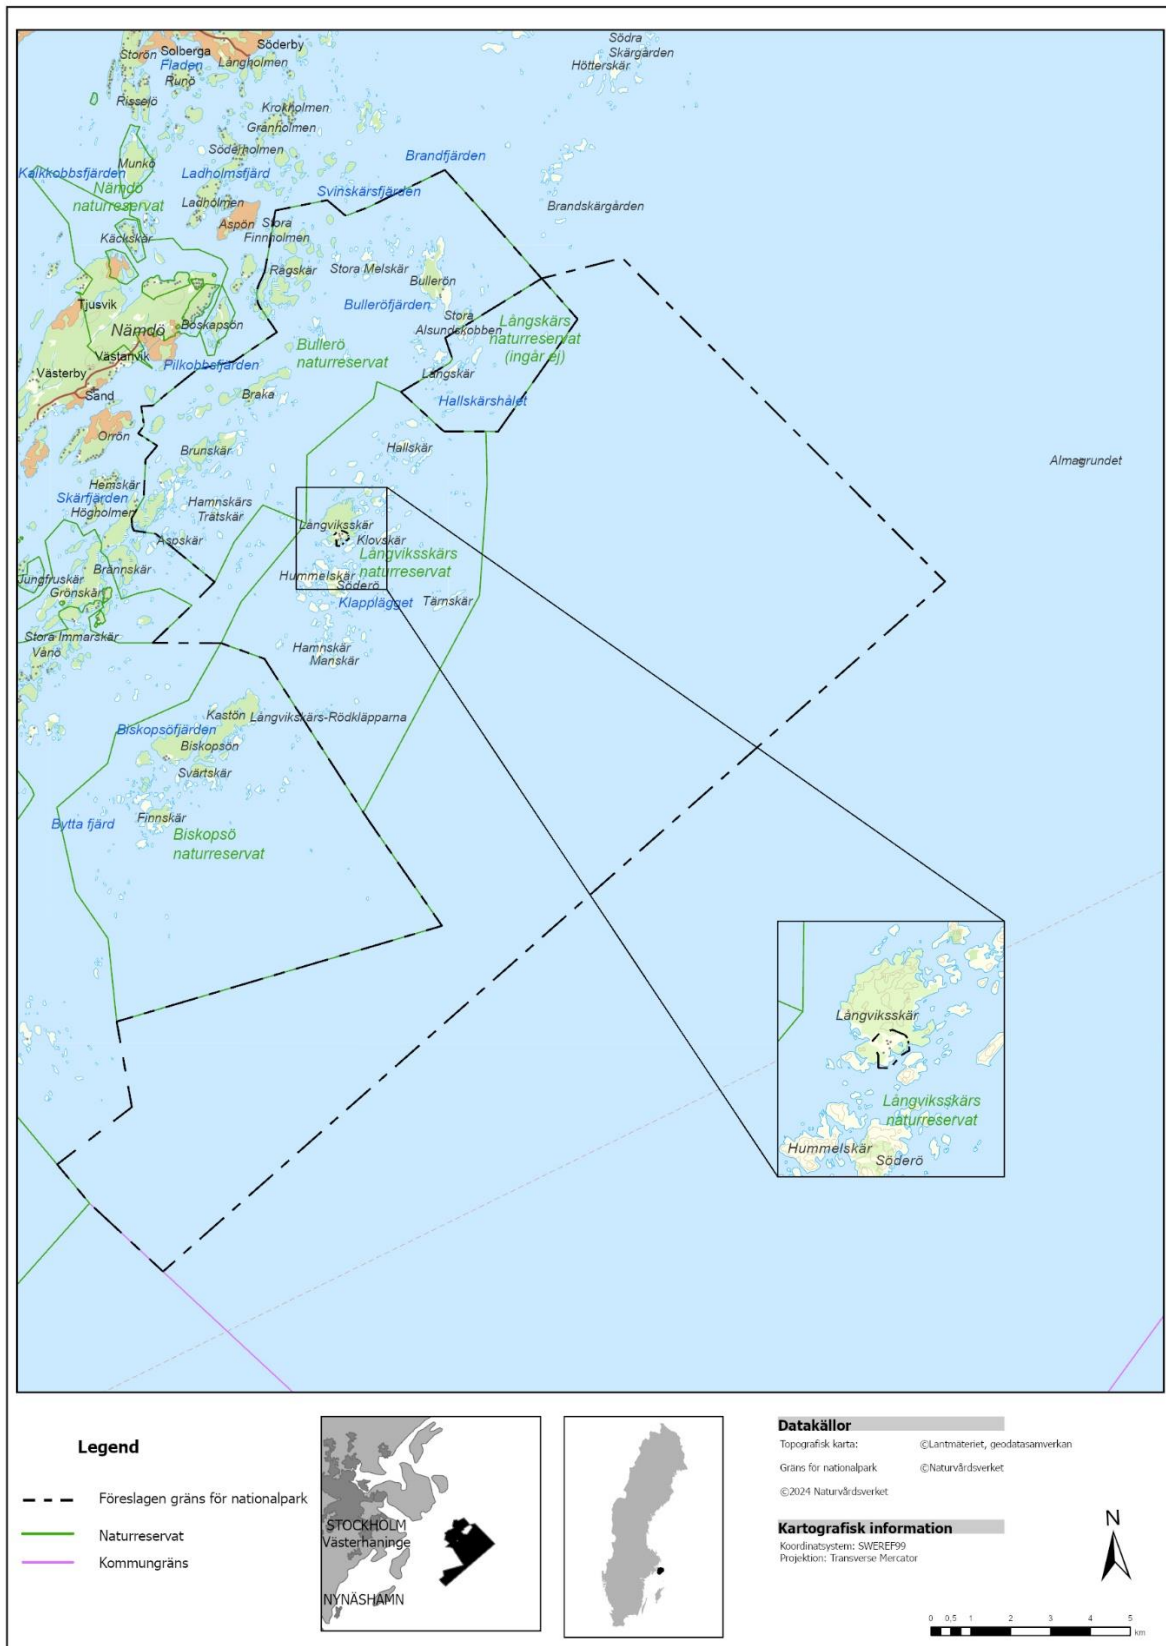 Södra
Skärgården
Hötterskär
Söderby
Solberga
Storön
Långholmen
Fladen
Runö
Risselö
Krokholmen
Granholmen
Söderholmen
Brandfjärden
Munkö
Kalkkobbsfjärden
Ladholmsfjärd
Nämdö
naturreservat
Svinskärsfjärden
Ladholmen
Brandskärgården
Aspön
Stora
Finnholmen
Käckskär
Rågskär
Stora Melskär
Bullerön
Tjusvik
Bulleröfjärden
Stora
Alsundskobben
Långskärs
naturreservat
(ingår ej)
Nämdö
Boskapsön
Bullerö
naturreservat
Västanvik
Pilkobbsfjärden
Västerby
Långskär
Sand
Braka
Hallskärshålet
Orrön
Brunskär
Hallskär
Almagrundet
Hemskär
Skärfjärden
Högholmen
Hamnskärs
Trätskär
Långviksskär
Aspskär
Klovskär
Långviksskärs
naturreservat
Brännskär
Jungfruskär
Grönskär
Hummelskär
Söderö
Klapplägget
Tärnskär
Stora Immarskär
Vånö
Hamnskär
Manskär
Kastön
Långvikskärs-Rödkläpparna
Biskopsöfjärden
Biskopsön
Svartskär
Finnskär
Bytta fjärd
Biskopsö
naturreservat
Långviksskär
Långviksskärs
naturreservat
Hummelskär
Söderö
Legend
Föreslagen gräns för nationalpark
Naturreservat
Kommungräns
STOCKHOLM
Västerhaninge
NYNÄSHAMN
Datakällor
Topografisk karta: ©Lantmäteriet, geodatasamverkan
Gräns för nationalpark ©Naturvårdsverket
©2024 Naturvårdsverket
Kartografisk information
Koordinatsystem: SWEREF99
Projektion: Transverse Mercator
N
0 0,5 1 2 3 4 5
km